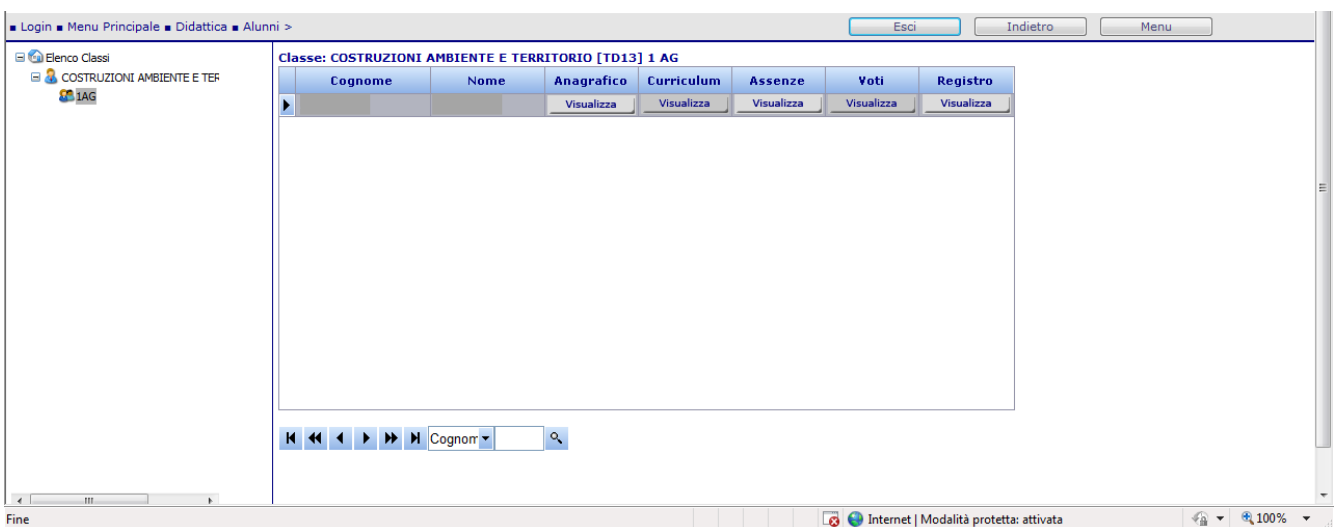 Login Menu Principale Didattica Alunni > Esci Indietro Menu
Elenco Classi
COSTRUZIONI AMBIENTE E TER
1AG
Classe: COSTRUZIONI AMBIENTE E TERRITORIO [TD13] 1 AG
Cognome Nome Anagrafico Curriculum Assenze Voti Registro
Visualizza Visualizza Visualizza Visualizza Visualizza
Cognom
Fine Internet | Modalità protetta: attivata 100%